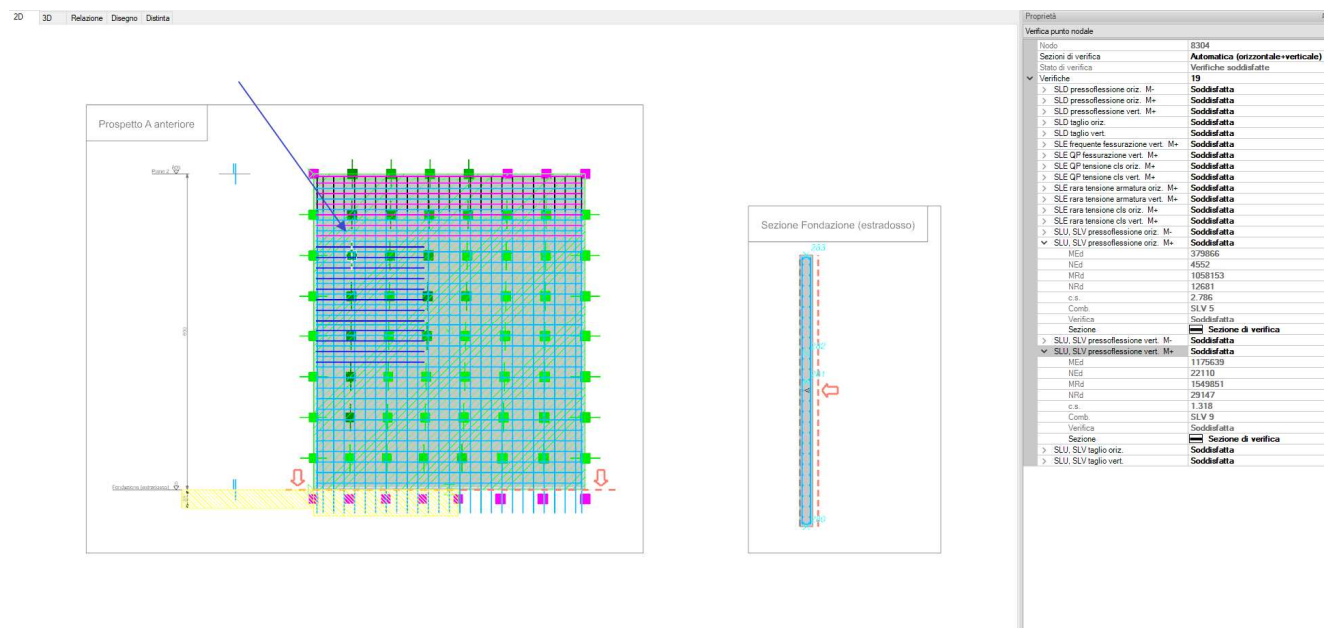 2D 3D Relazione Disegno Distinta
Proprietà
Verifica punto nodale
Nodo 8304
Sezioni di verifica Automatica (orizzontale+verticale)
Stato di verifica Verifiche soddisfatte
Verifiche 19
SLD pressoflessione oriz. M- Soddisfatta
SLD pressoflessione oriz. M+ Soddisfatta
SLD pressoflessione vert. M+ Soddisfatta
SLD taglio oriz. Soddisfatta
SLD taglio vert. Soddisfatta
SLE frequente fessurazione vert. M+ Soddisfatta
SLE QP fessurazione vert. M+ Soddisfatta
SLE QP tensione cls oriz. M+ Soddisfatta
SLE QP tensione cls vert. M+ Soddisfatta
SLE rara tensione armatura oriz. M+ Soddisfatta
SLE rara tensione armatura vert. M+ Soddisfatta
SLE rara tensione cls oriz. M+ Soddisfatta
SLE rara tensione cls vert. M+ Soddisfatta
SLU, SLV pressoflessione oriz. M- Soddisfatta
SLU, SLV pressoflessione oriz. M+ Soddisfatta
MEd 379866
NEd 4552
MRd 1058153
NRd 12681
c.s. 2.786
Comb. SLV 5
Verifica Soddisfatta
Sezione Sezione di verifica
SLU, SLV pressoflessione vert. M- Soddisfatta
SLU, SLV pressoflessione vert. M+ Soddisfatta
MEd 1175639
NEd 22110
MRd 1549851
NRd 29147
c.s. 1.318
Comb. SLV 9
Verifica Soddisfatta
Sezione Sezione di verifica
SLU, SLV taglio oriz. Soddisfatta
SLU, SLV taglio vert. Soddisfatta
Prospetto A anteriore
Piano 2
Fondazione (estradosso)
Sezione Fondazione (estradosso)
283
A